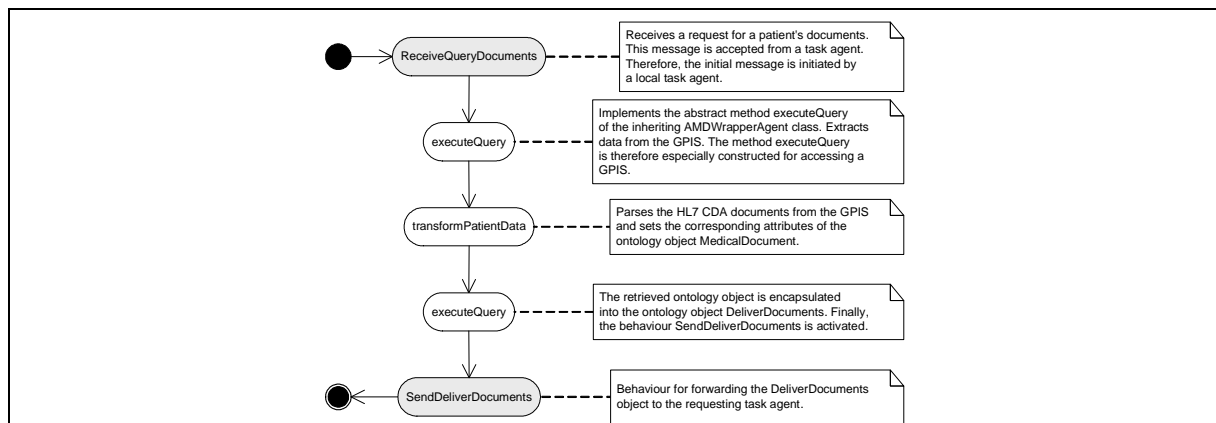 ReceiveQueryDocuments
Receives a request for a patient's documents.
This message is accepted from a task agent.
Therefore, the initial message is initiated by
a local task agent.
executeQuery
Implements the abstract method executeQuery
of the inheriting AMDWrapperAgent class. Extracts
data from the GPIS. The method executeQuery
is therefore especially constructed for accessing a
GPIS.
transformPatientData
Parses the HL7 CDA documents from the GPIS
and sets the corresponding attributes of the
ontology object MedicalDocument.
executeQuery
The retrieved ontology object is encapsulated
into the ontology object DeliverDocuments. Finally,
the behaviour SendDeliverDocuments is activated.
SendDeliverDocuments
Behaviour for forwarding the DeliverDocuments
object to the requesting task agent.